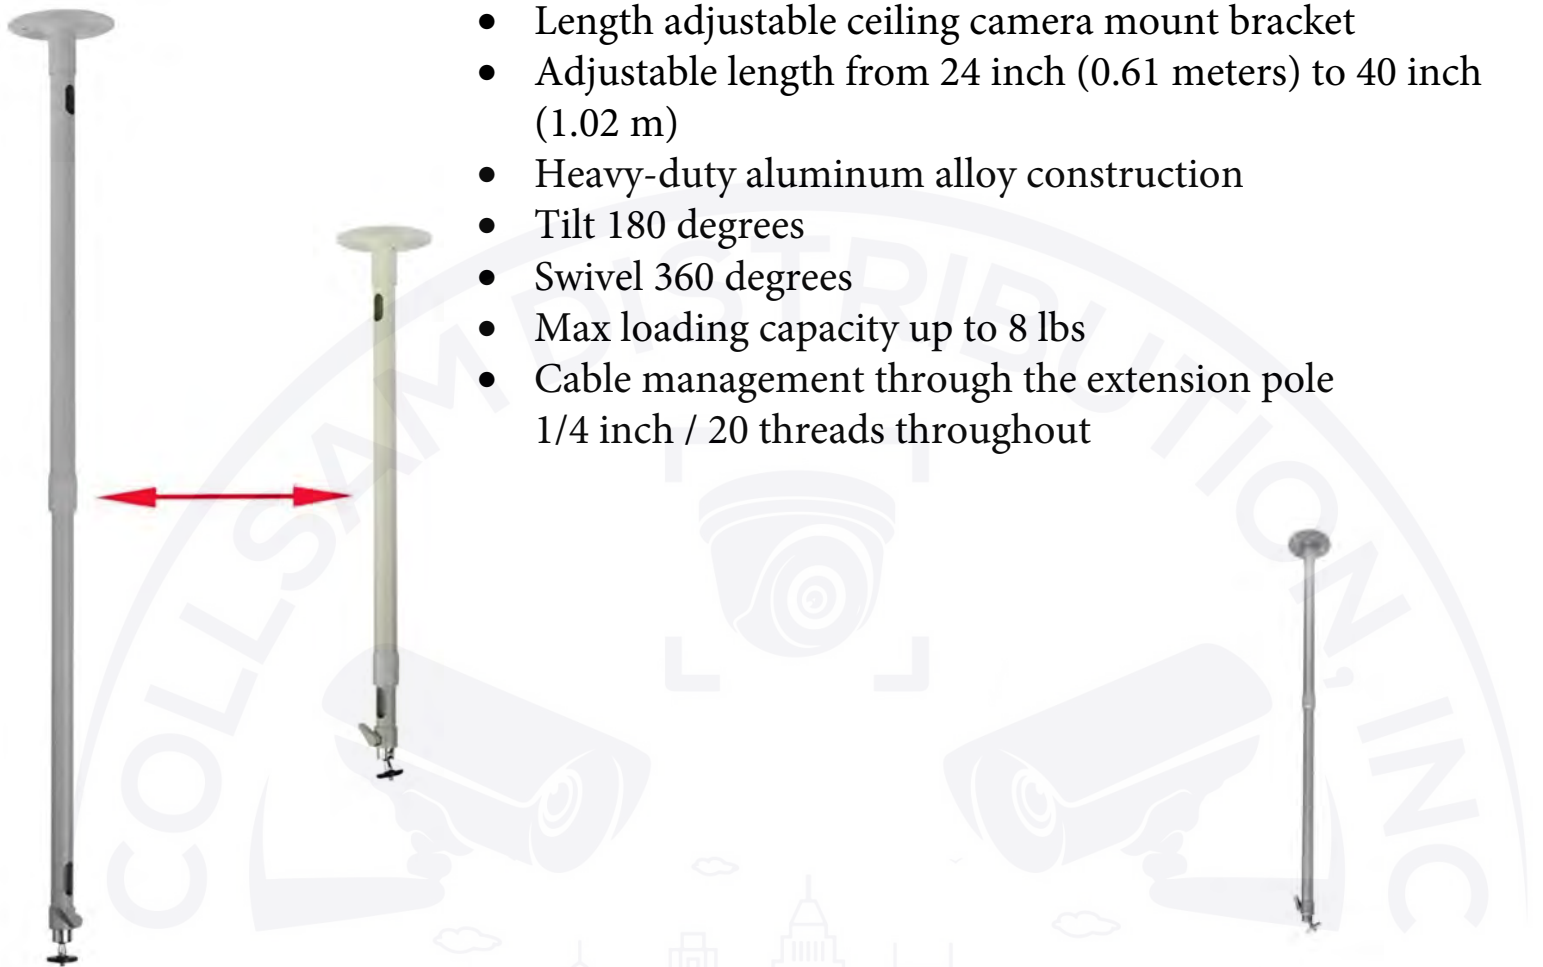 • Length adjustable ceiling camera mount bracket
• Adjustable length from 24 inch (0.61 meters) to 40 inch
(1.02 m)
• Heavy-duty aluminum alloy construction
• Tilt 180 degrees
• Swivel 360 degrees
• Max loading capacity up to 8 lbs
• Cable management through the extension pole
1/4 inch / 20 threads throughout
COLLSAM DISTRIBUTION, INC